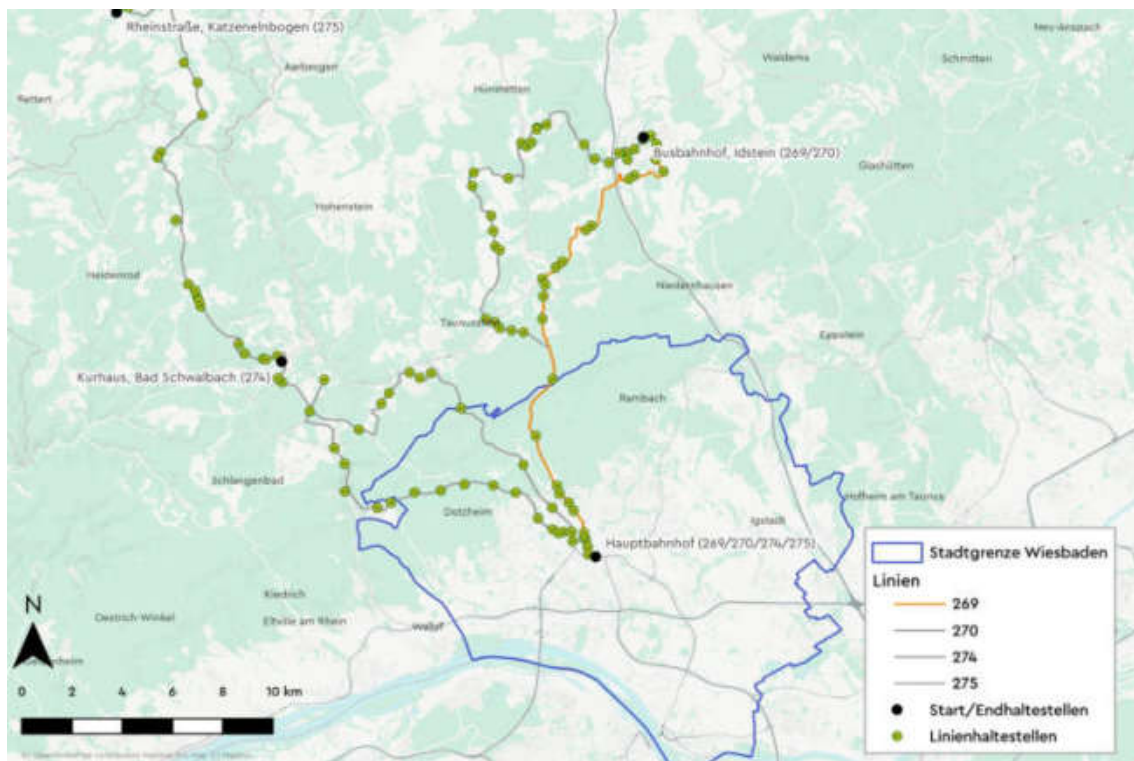 Rheinstraße, Katzenelnbogen (275)
Aarbergen
Waldems
Schmitten
Neu-Anspach
Rettert
Hünstetten
Busbahnhof, Idstein (269/270)
Glashütten
Hohenstein
Heidenrod
Niedernhausen
Taunusstein
Eppstein
Kurhaus, Bad Schwalbach (274)
Rambach
Schlangenbad
Hofheim am Taunus
Dotzheim
Igstadt
Hauptbahnhof (269/270/274/275)
Kiedrich
Oestrich-Winkel
Eltville am Rhein
Walluf
N
0 2 4 6 8 10 km
Stadtgrenze Wiesbaden
Linien
269
270
274
275
Start/Endhaltestellen
Linienhaltestellen